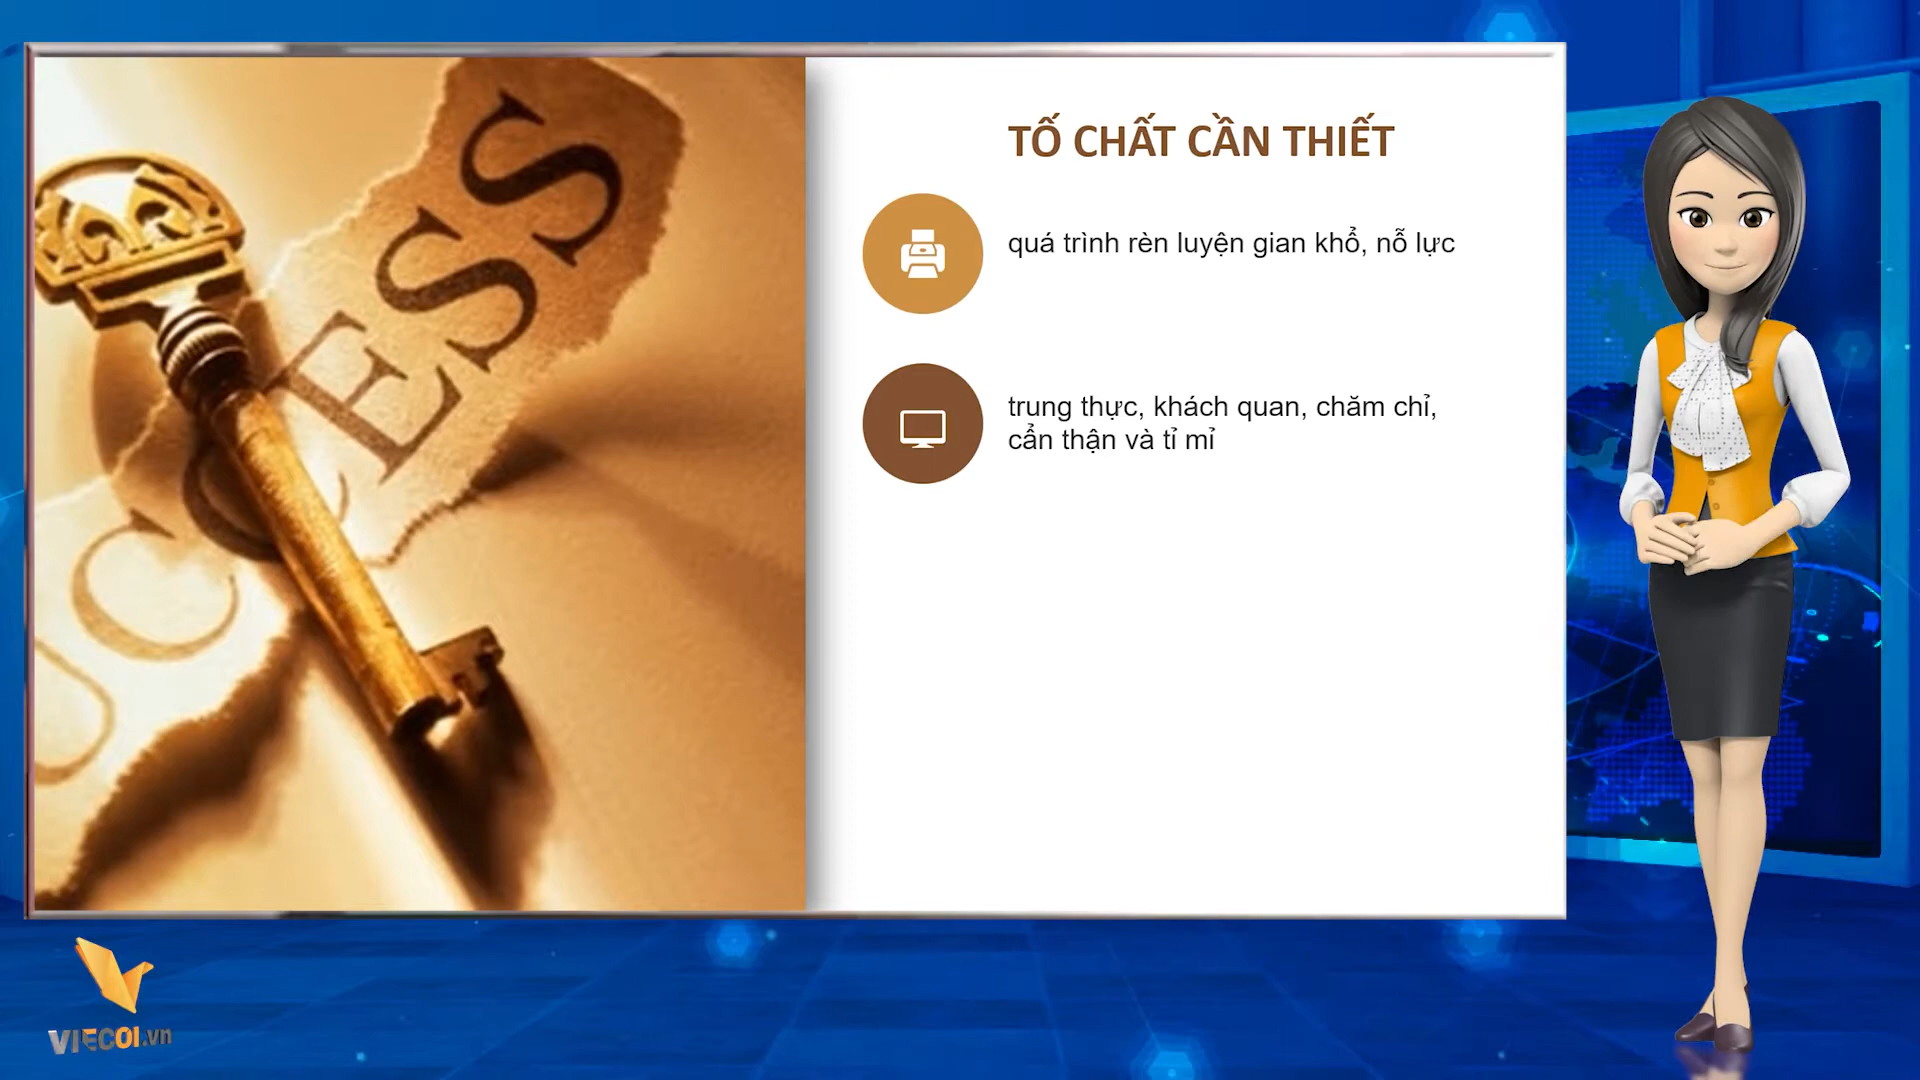 UCCESS
TỐ CHẤT CẦN THIẾT
quá trình rèn luyện gian khổ, nỗ lực
trung thực, khách quan, chăm chỉ,
cẩn thận và tỉ mỉ
VIECOI.vn